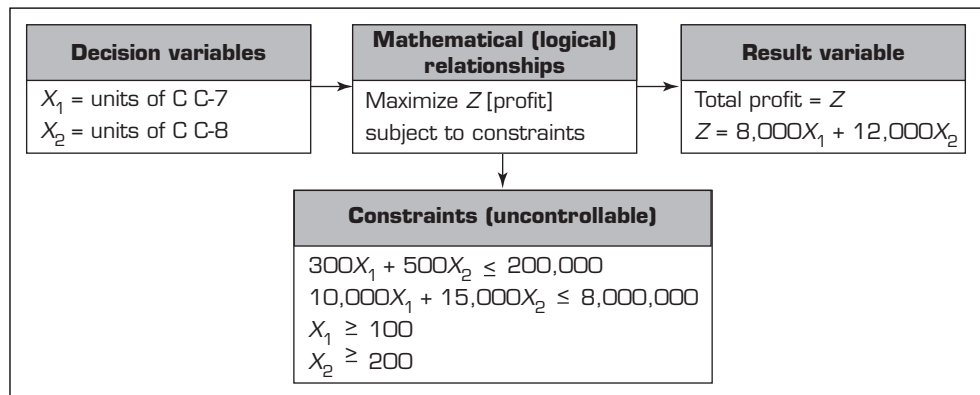 Decision variables
X₁ = units of C C-7
X₂ = units of C C-8
Mathematical (logical)
relationships
Maximize Z [profit]
subject to constraints
Result variable
Total profit = Z
Z = 8,000X₁ + 12,000X₂
Constraints (uncontrollable)
300X₁ + 500X₂ ≤ 200,000
10,000X₁ + 15,000X₂ ≤ 8,000,000
X₁ ≥ 100
X₂ ≥ 200